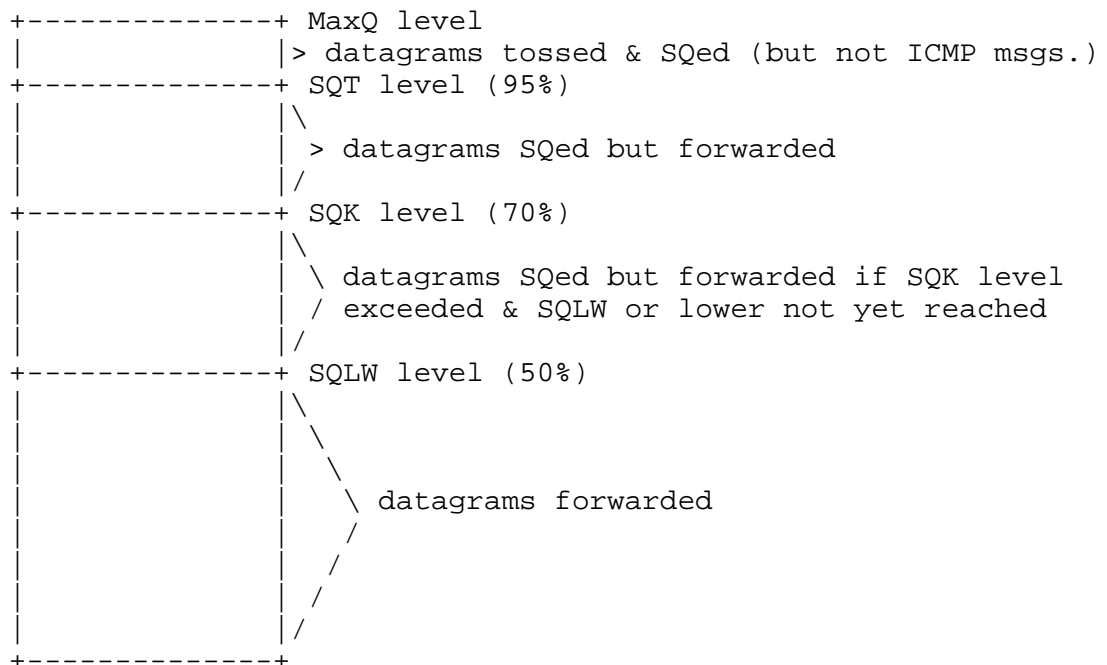 MaxQ level
> datagrams tossed & SQed (but not ICMP msgs.)
SQT level (95%)
> datagrams SQed but forwarded
SQK level (70%)
datagrams SQed but forwarded if SQK level
exceeded & SQLW or lower not yet reached
SQLW level (50%)
datagrams forwarded